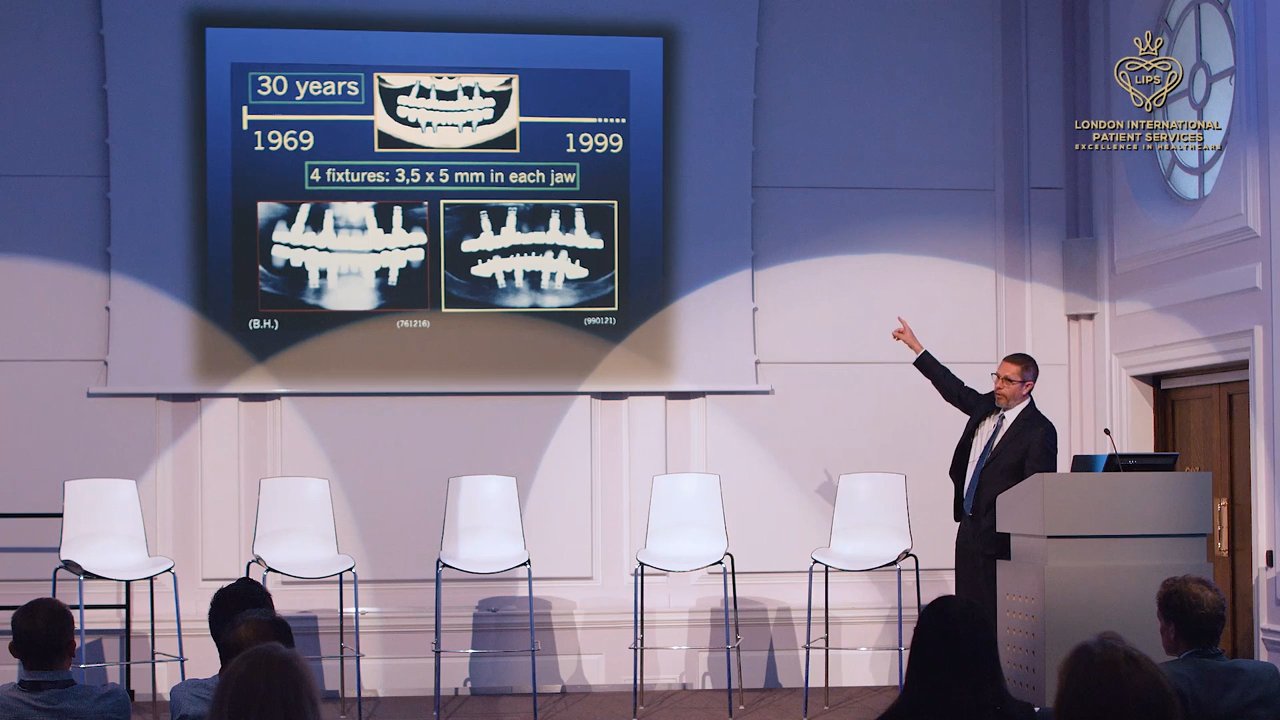 30 years
1969
1999
4 fixtures: 3,5 x 5 mm in each jaw
(B.H.)
(761216)
(990121)
LIPS
LONDON INTERNATIONAL
PATIENT SERVICES
EXCELLENCE IN HEALTHCARE